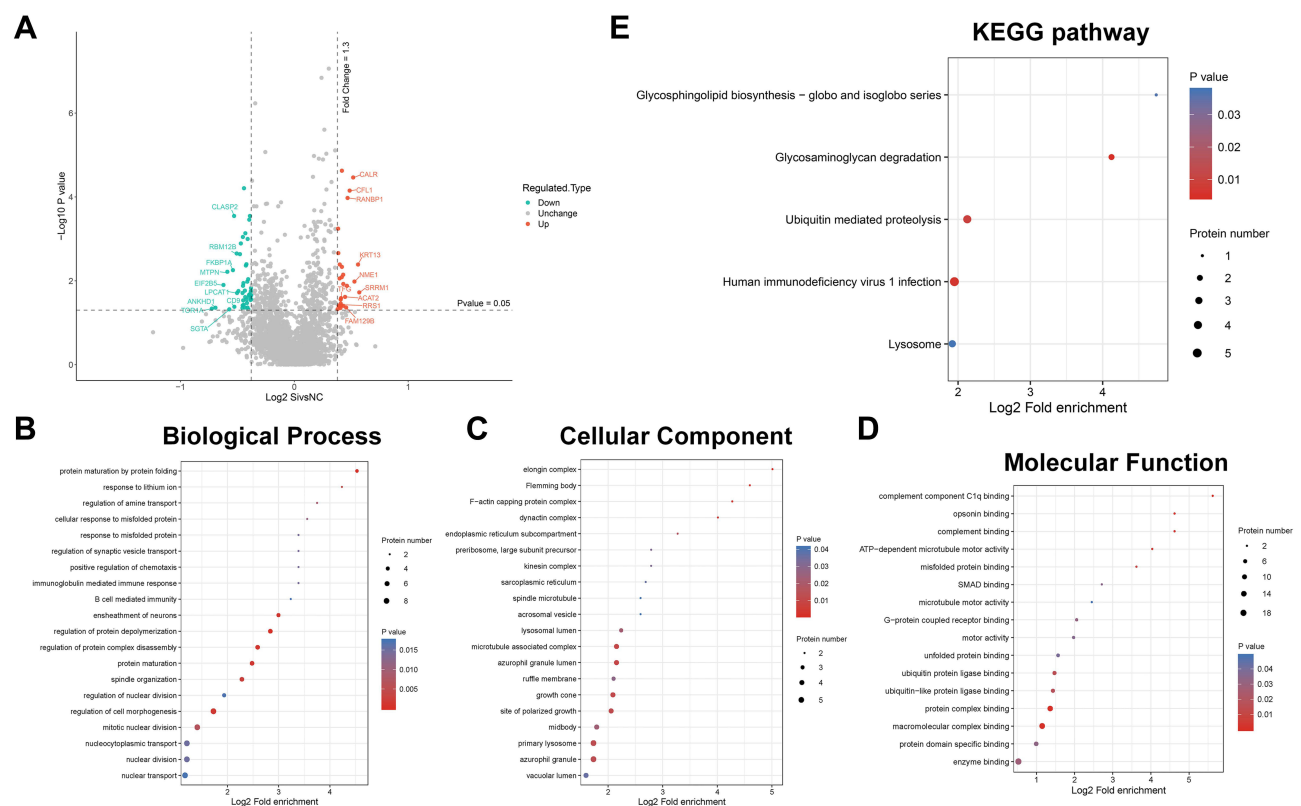 A
6
4
2
0
−Log10 P value
−1
0
1
Log2 SivsNC
Fold Change = 1.3
Pvalue = 0.05
CALR
CFL1
RANBP1
KRT13
NME1
SRRM1
ACAT2
RRS1
FAM129B
CLASP2
RBM12B
FKBP1A
MTPN
EIF2B5
LPCAT1
ANKHD1
CD9
TOR1A
SGTA
Regulated.Type
Down
Unchange
Up
E
KEGG pathway
Glycosphingolipid biosynthesis − globo and isoglobo series
Glycosaminoglycan degradation
Ubiquitin mediated proteolysis
Human immunodeficiency virus 1 infection
Lysosome
2
3
4
Log2 Fold enrichment
P value
0.03
0.02
0.01
Protein number
1
2
3
4
5
B
Biological Process
protein maturation by protein folding
response to lithium ion
regulation of amine transport
cellular response to misfolded protein
response to misfolded protein
regulation of synaptic vesicle transport
positive regulation of chemotaxis
immunoglobulin mediated immune response
B cell mediated immunity
ensheathment of neurons
regulation of protein depolymerization
regulation of protein complex disassembly
protein maturation
spindle organization
regulation of nuclear division
regulation of cell morphogenesis
mitotic nuclear division
nucleocytoplasmic transport
nuclear division
nuclear transport
2
3
4
Log2 Fold enrichment
Protein number
2
4
6
8
P value
0.015
0.010
0.005
C
Cellular Component
elongin complex
Flemming body
F−actin capping protein complex
dynactin complex
endoplasmic reticulum subcompartment
preribosome, large subunit precursor
kinesin complex
sarcoplasmic reticulum
spindle microtubule
acrosomal vesicle
lysosomal lumen
microtubule associated complex
azurophil granule lumen
ruffle membrane
growth cone
site of polarized growth
midbody
primary lysosome
azurophil granule
vacuolar lumen
2
3
4
5
Log2 Fold enrichment
P value
0.04
0.03
0.02
0.01
Protein number
2
3
4
5
D
Molecular Function
complement component C1q binding
opsonin binding
complement binding
ATP−dependent microtubule motor activity
misfolded protein binding
SMAD binding
microtubule motor activity
G−protein coupled receptor binding
motor activity
unfolded protein binding
ubiquitin protein ligase binding
ubiquitin−like protein ligase binding
protein complex binding
macromolecular complex binding
protein domain specific binding
enzyme binding
1
2
3
4
5
Log2 Fold enrichment
Protein number
2
6
10
14
18
P value
0.04
0.03
0.02
0.01